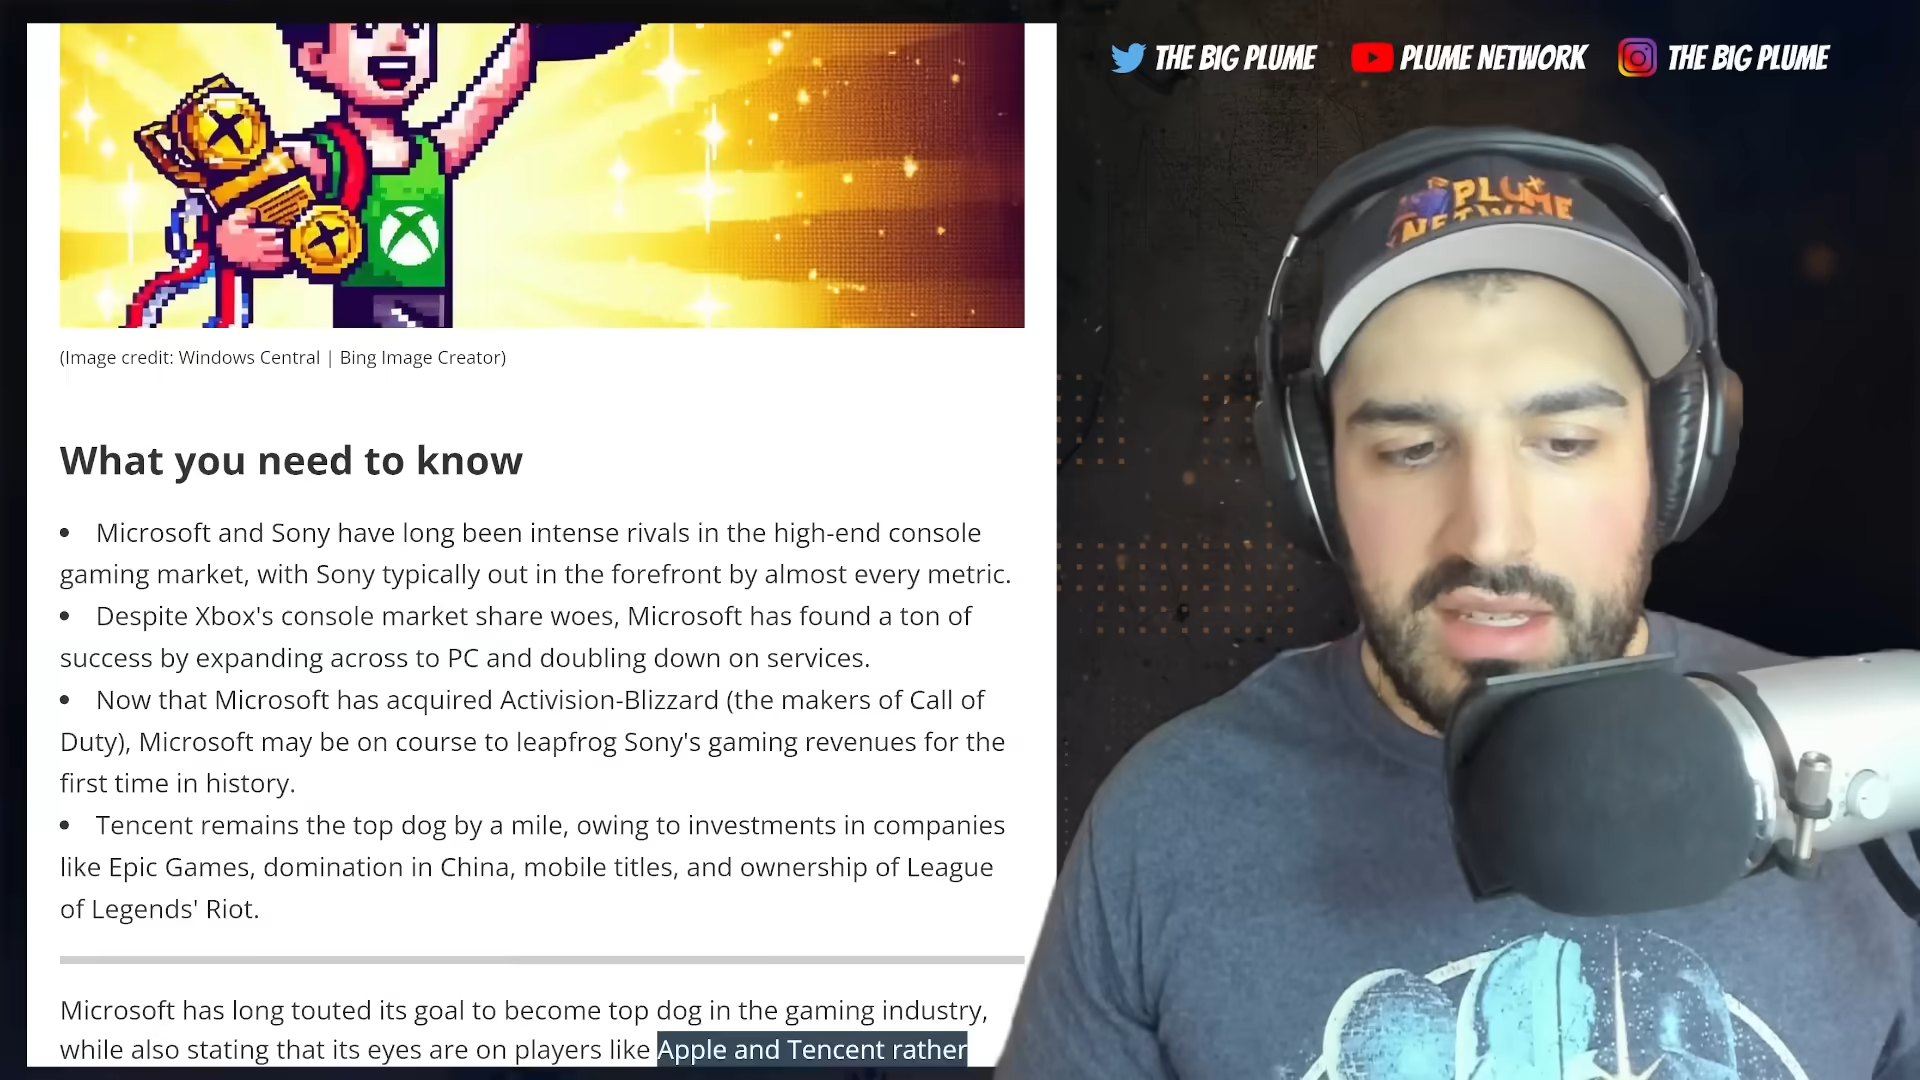 THE BIG PLUME PLUME NETWORK THE BIG PLUME
PLUME
NETWORK
(Image credit: Windows Central | Bing Image Creator)
What you need to know
• Microsoft and Sony have long been intense rivals in the high-end console
gaming market, with Sony typically out in the forefront by almost every metric.
• Despite Xbox's console market share woes, Microsoft has found a ton of
success by expanding across to PC and doubling down on services.
• Now that Microsoft has acquired Activision-Blizzard (the makers of Call of
Duty), Microsoft may be on course to leapfrog Sony's gaming revenues for the
first time in history.
• Tencent remains the top dog by a mile, owing to investments in companies
like Epic Games, domination in China, mobile titles, and ownership of League
of Legends' Riot.
Microsoft has long touted its goal to become top dog in the gaming industry,
while also stating that its eyes are on players like Apple and Tencent rather